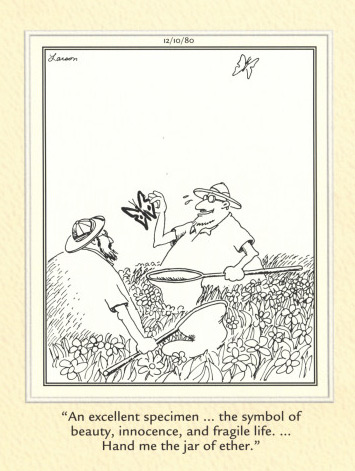 12/10/80
Larson
“An excellent specimen ... the symbol of
beauty, innocence, and fragile life. ...
Hand me the jar of ether.”